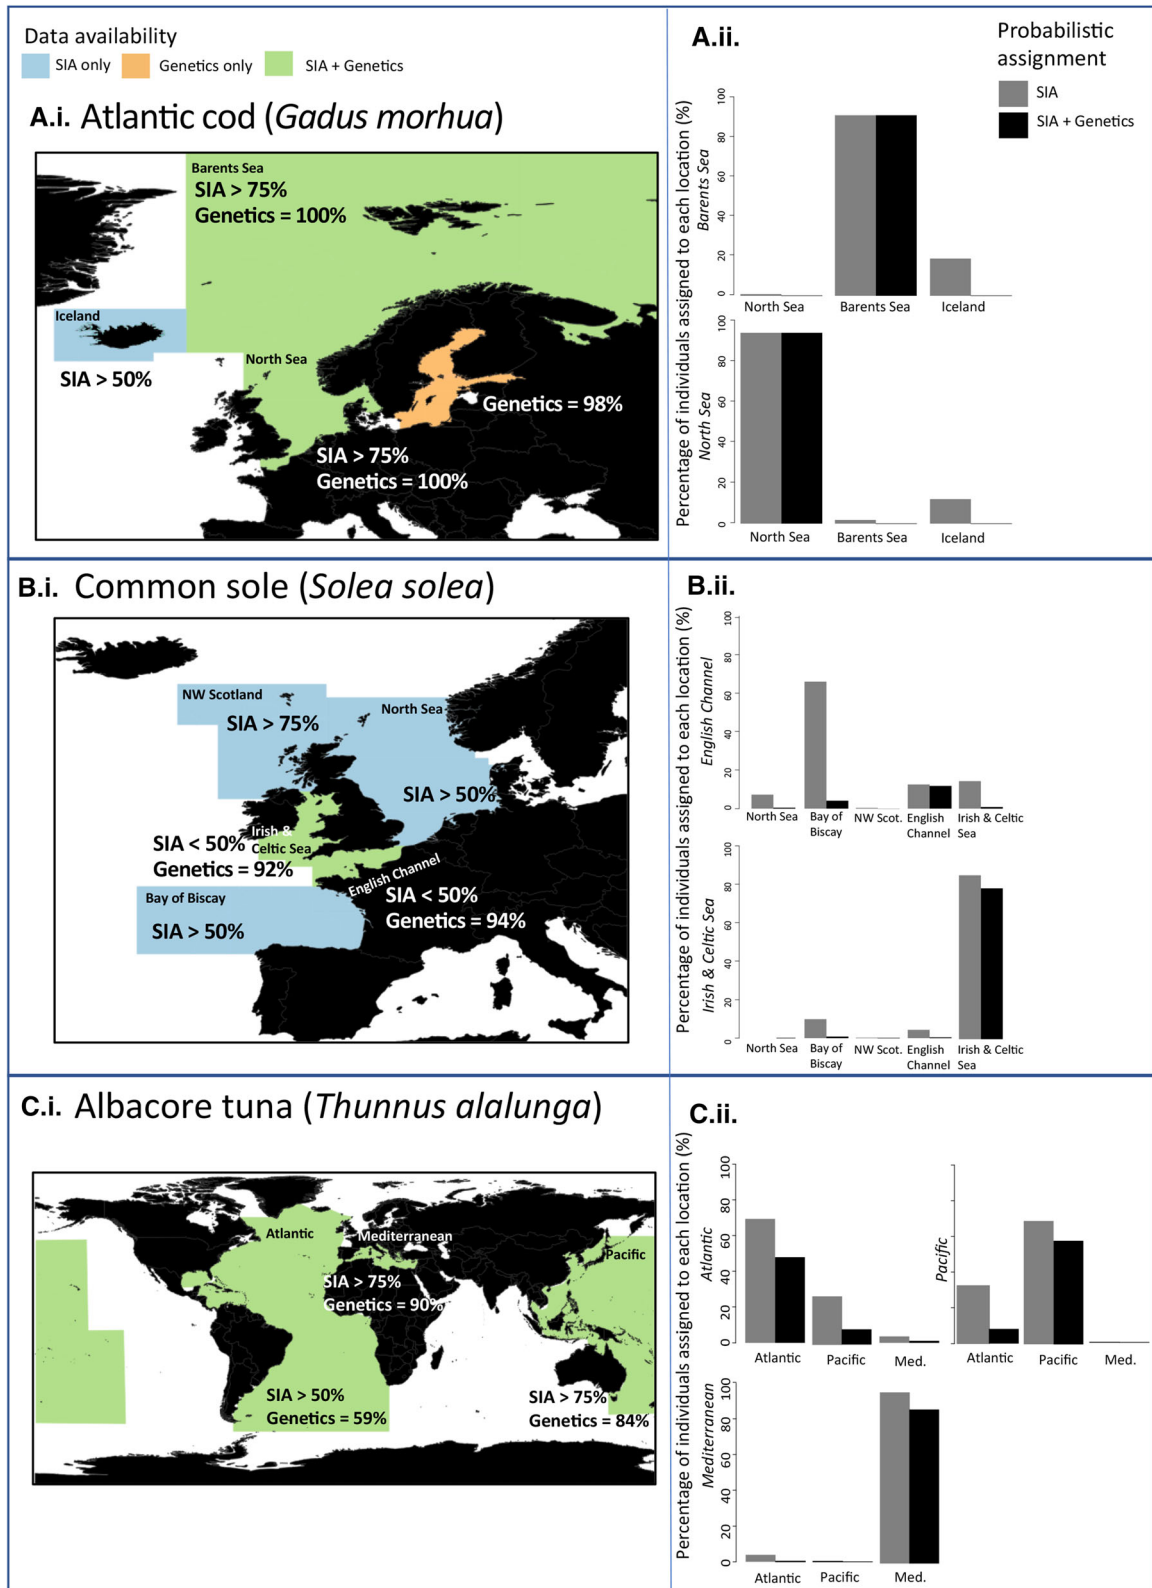 Data availability
SIA only
Genetics only
SIA + Genetics
A.i. Atlantic cod (Gadus morhua)
Barents Sea
SIA > 75%
Genetics = 100%
Iceland
SIA > 50%
North Sea
Genetics = 98%
SIA > 75%
Genetics = 100%
A.ii.
Probabilistic
assignment
SIA
SIA + Genetics
Percentage of individuals assigned to each location (%)
Barents Sea
100
80
60
40
20
0
North Sea
Barents Sea
Iceland
North Sea
100
80
60
40
20
0
North Sea
Barents Sea
Iceland
B.i. Common sole (Solea solea)
NW Scotland
SIA > 75%
North Sea
SIA > 50%
Irish &
Celtic Sea
SIA < 50%
Genetics = 92%
English Channel
SIA < 50%
Genetics = 94%
Bay of Biscay
SIA > 50%
B.ii.
Percentage of individuals assigned to each location (%)
English Channel
100
80
60
40
20
0
North Sea
Bay of
Biscay
NW Scot.
English
Channel
Irish & Celtic
Sea
Irish & Celtic Sea
100
80
60
40
20
0
North Sea
Bay of
Biscay
NW Scot.
English
Channel
Irish & Celtic
Sea
C.i. Albacore tuna (Thunnus alalunga)
Atlantic
Mediterranean
Pacific
SIA > 75%
Genetics = 90%
SIA > 50%
Genetics = 59%
SIA > 75%
Genetics = 84%
C.ii.
Percentage of individuals assigned to each location (%)
Atlantic
100
80
60
40
20
0
Atlantic
Pacific
Med.
Pacific
Atlantic
Pacific
Med.
Mediterranean
100
80
60
40
20
0
Atlantic
Pacific
Med.